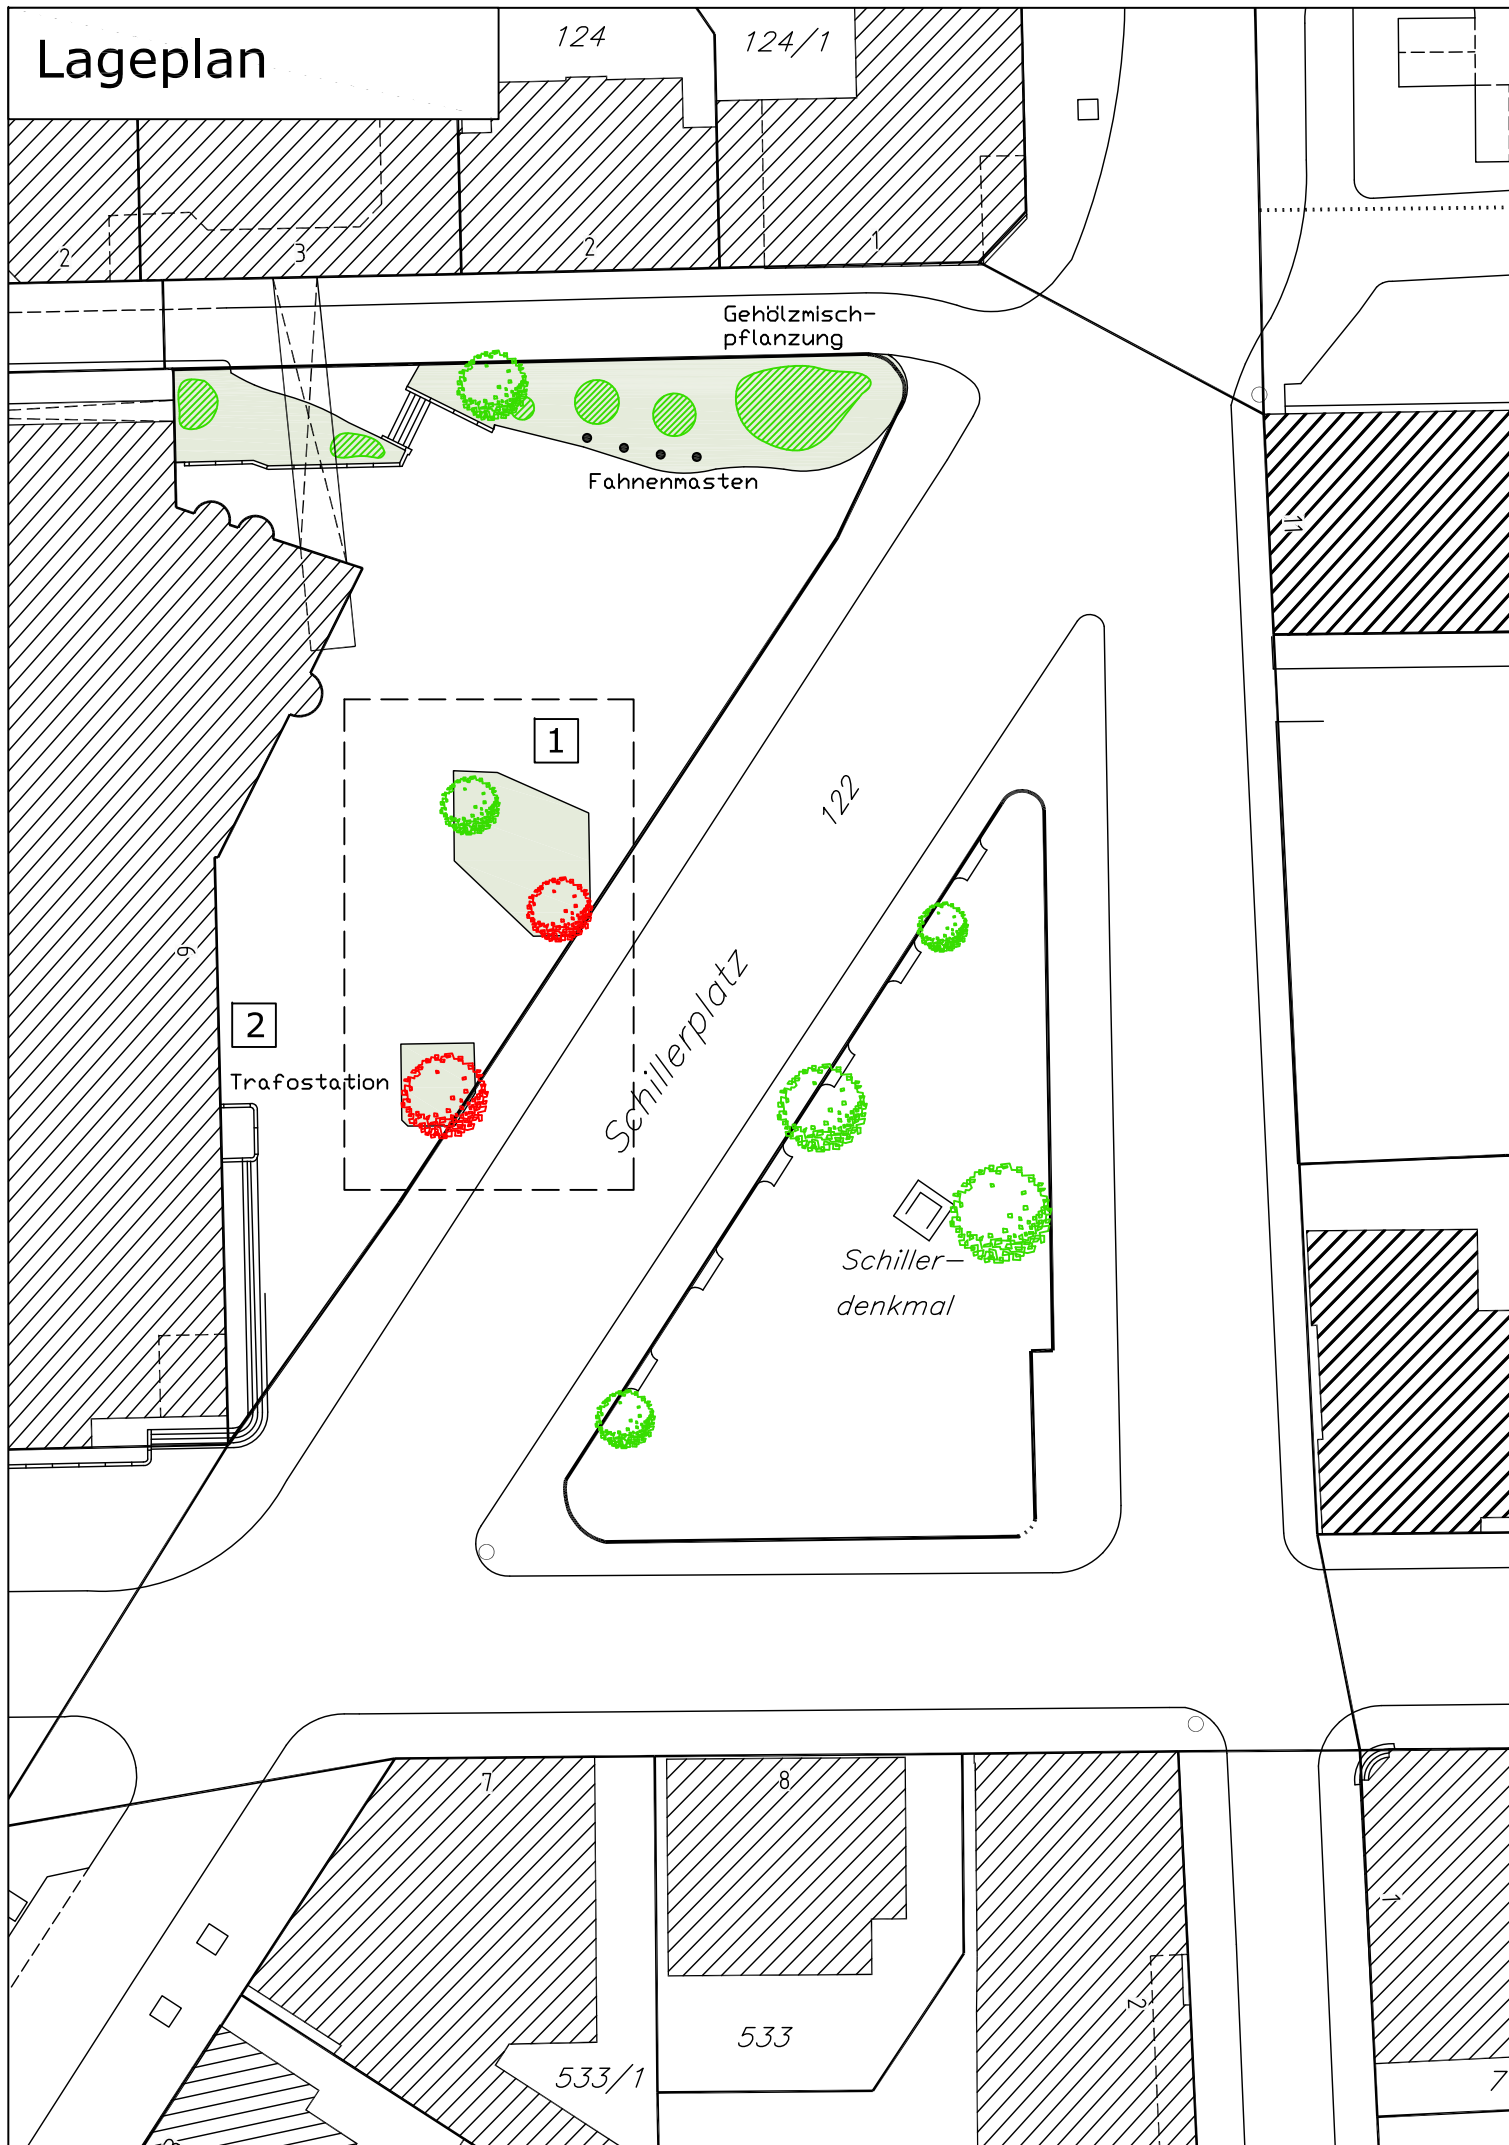 Lageplan
124
124/1
2
3
2
1
Gehölzmisch-
pflanzung
Fahnenmasten
11
1
122
6
Schillerplatz
2
Trafostation
Schiller-
denkmal
7
8
1
2
533
533/1
7